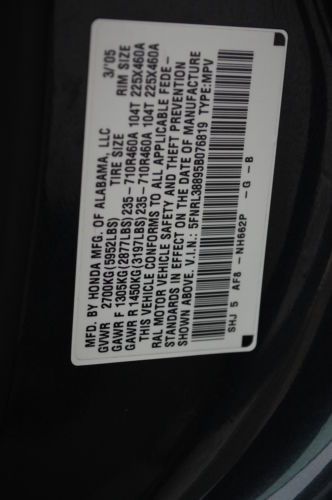 MFD. BY HONDA MFG. OF ALABAMA, LLC 3/'05
GVWR 2700KG(5952LBS) TIRE SIZE RIM SIZE
GAWR F 1305KG(2877LBS)235-710R460A 104T 225X460A
GAWR R 1450KG(3197LBS)235-710R460A 104T 225X460A
THIS VEHICLE CONFORMS TO ALL APPLICABLE FEDE-
RAL MOTOR VEHICLE SAFETY AND THEFT PREVENTION
STANDARDS IN EFFECT ON THE DATE OF MANUFACTURE
SHOWN ABOVE. V.I.N.: 5FNRL38895B076819 TYPE:MPV
SHJ 5 AF8 -NH662P -G -B